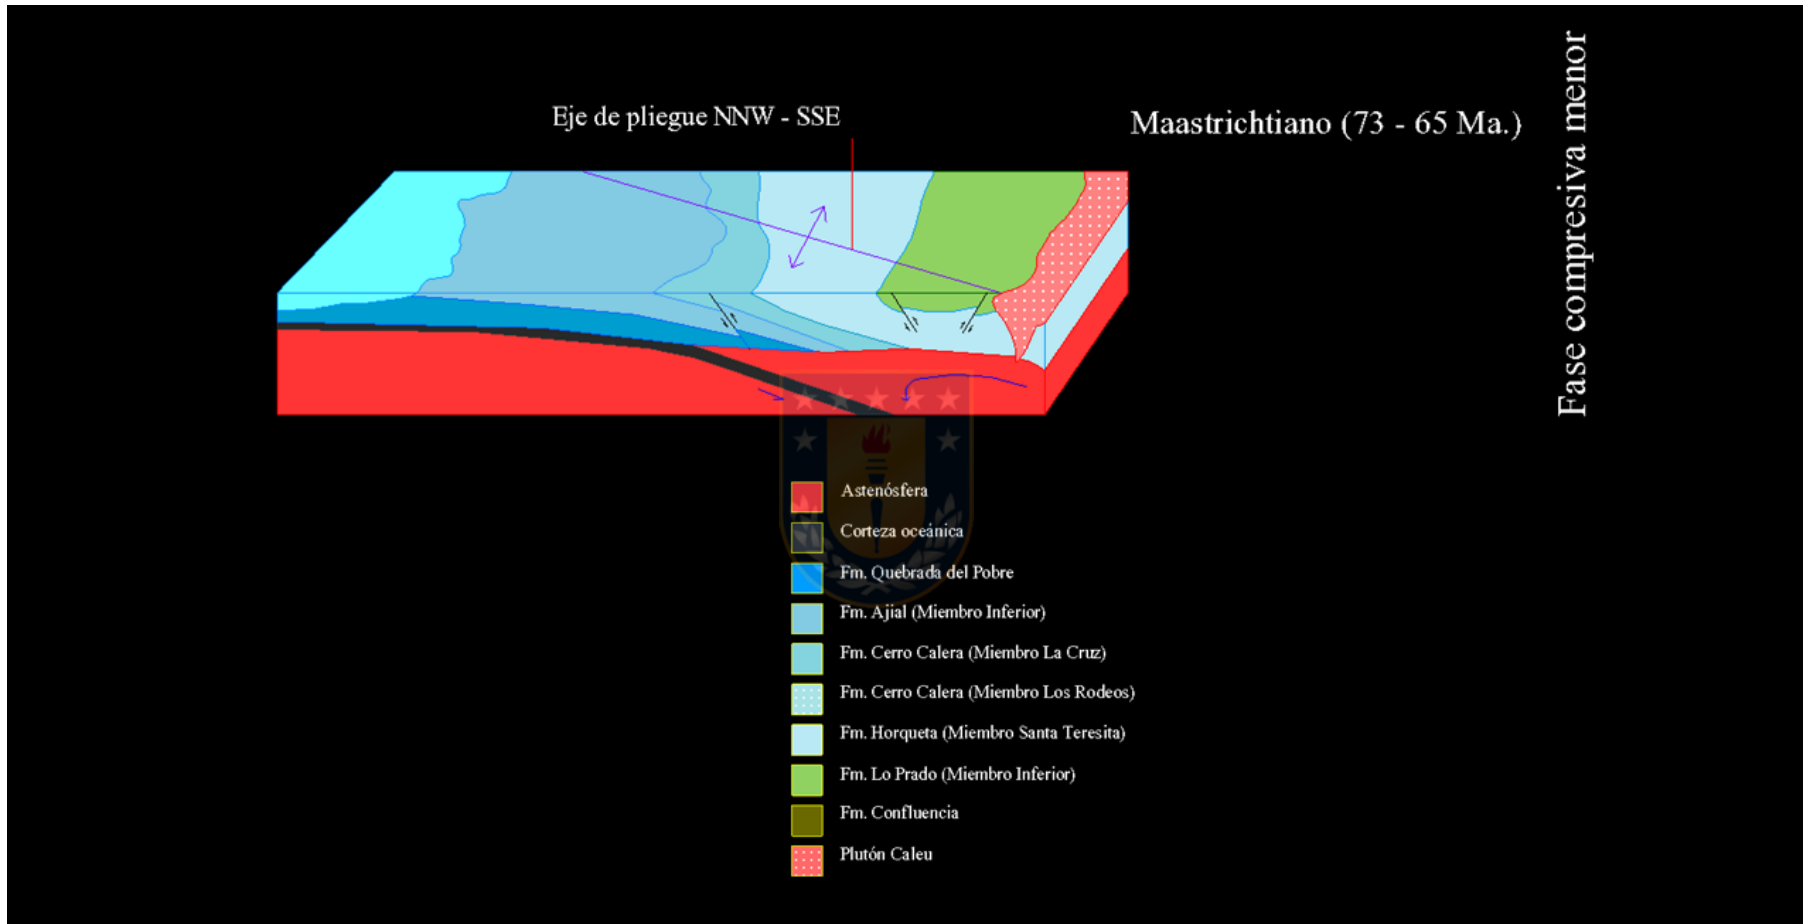 Eje de pliegue NNW - SSE
Maastrichtiano (73 - 65 Ma.)
Fase compresiva menor
Astenósfera
Corteza oceánica
Fm. Quebrada del Pobre
Fm. Ajial (Miembro Inferior)
Fm. Cerro Calera (Miembro La Cruz)
Fm. Cerro Calera (Miembro Los Rodeos)
Fm. Horqueta (Miembro Santa Teresita)
Fm. Lo Prado (Miembro Inferior)
Fm. Confluencia
Plutón Caleu